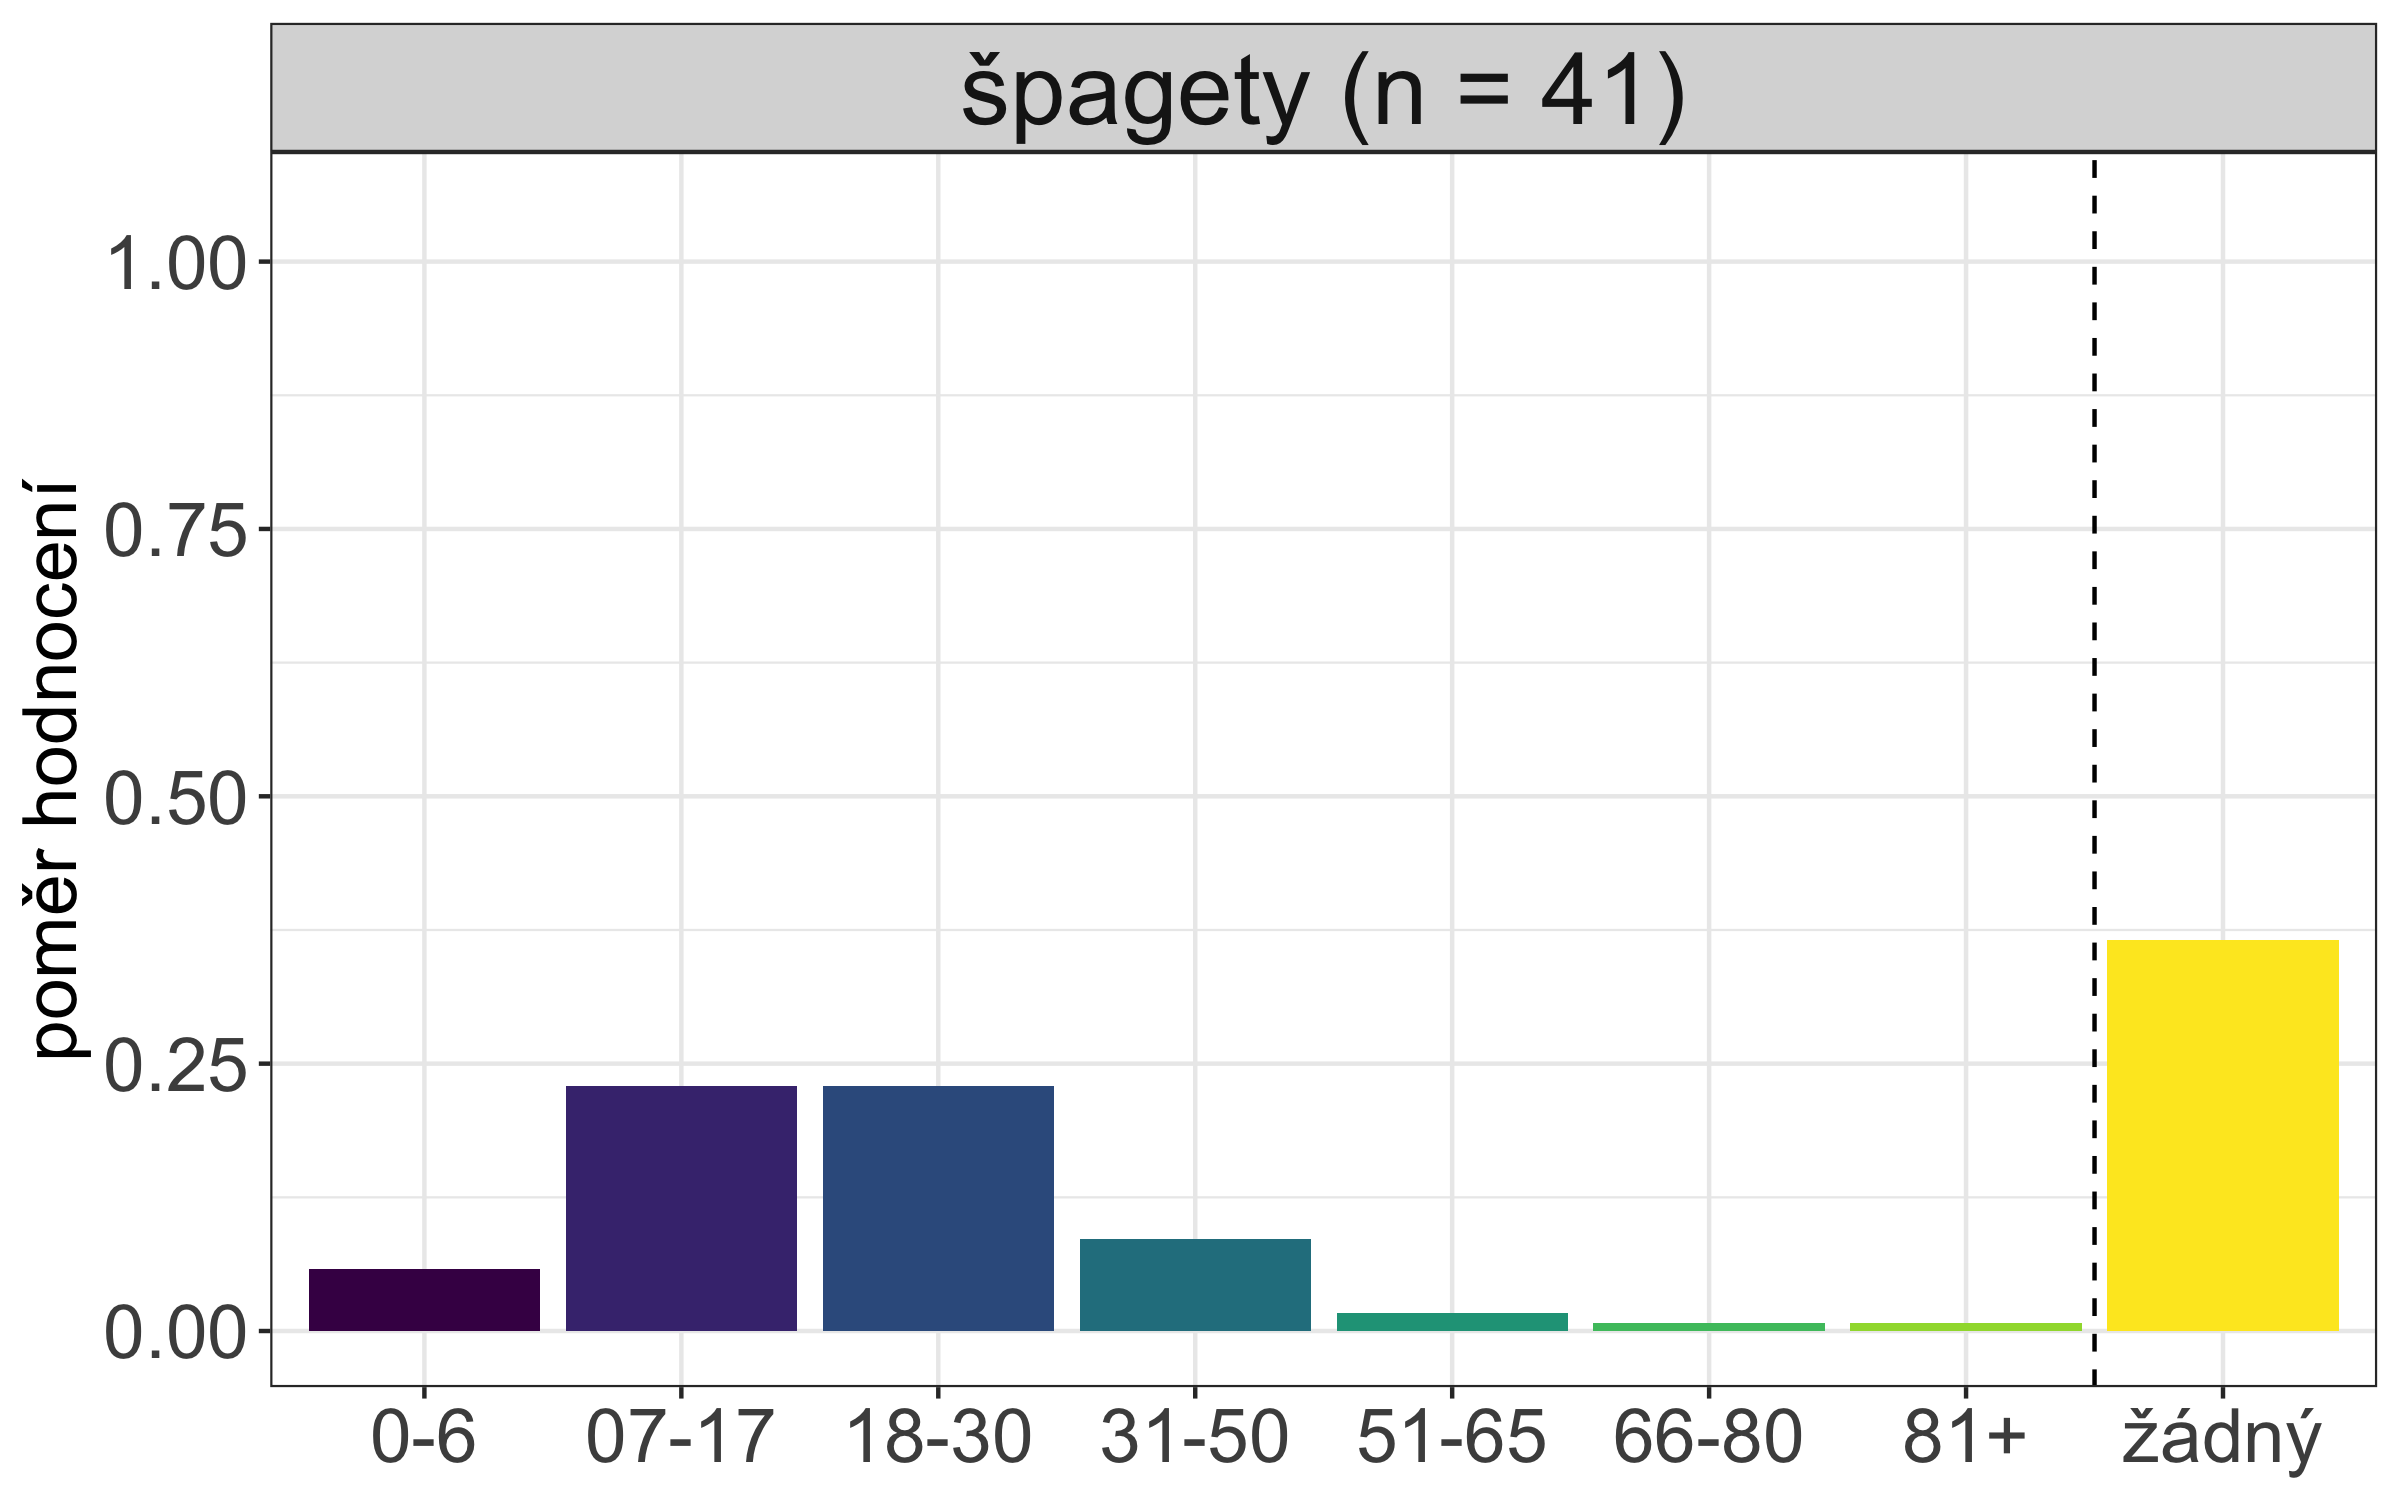 špagety (n = 41)
poměr hodnocení
1.00
0.75
0.50
0.25
0.00
0-6 07-17 18-30 31-50 51-65 66-80 81+ žádný